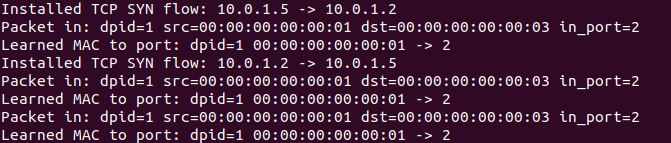 Installed TCP SYN flow: 10.0.1.5 -> 10.0.1.2
Packet in: dpid=1 src=00:00:00:00:00:01 dst=00:00:00:00:00:03 in_port=2
Learned MAC to port: dpid=1 00:00:00:00:00:01 -> 2
Installed TCP SYN flow: 10.0.1.2 -> 10.0.1.5
Packet in: dpid=1 src=00:00:00:00:00:01 dst=00:00:00:00:00:03 in_port=2
Learned MAC to port: dpid=1 00:00:00:00:00:01 -> 2
Packet in: dpid=1 src=00:00:00:00:00:01 dst=00:00:00:00:00:03 in_port=2
Learned MAC to port: dpid=1 00:00:00:00:00:01 -> 2